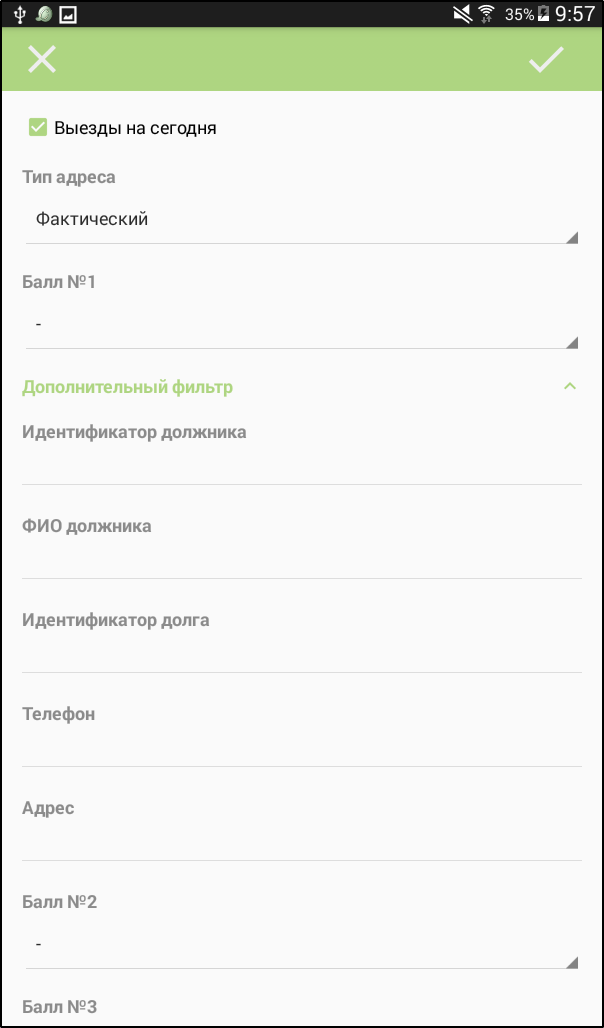 35% 9:57
Выезды на сегодня
Тип адреса
Фактический
Балл №1
-
Дополнительный фильтр
Идентификатор должника
ФИО должника
Идентификатор долга
Телефон
Адрес
Балл №2
-
Балл №3